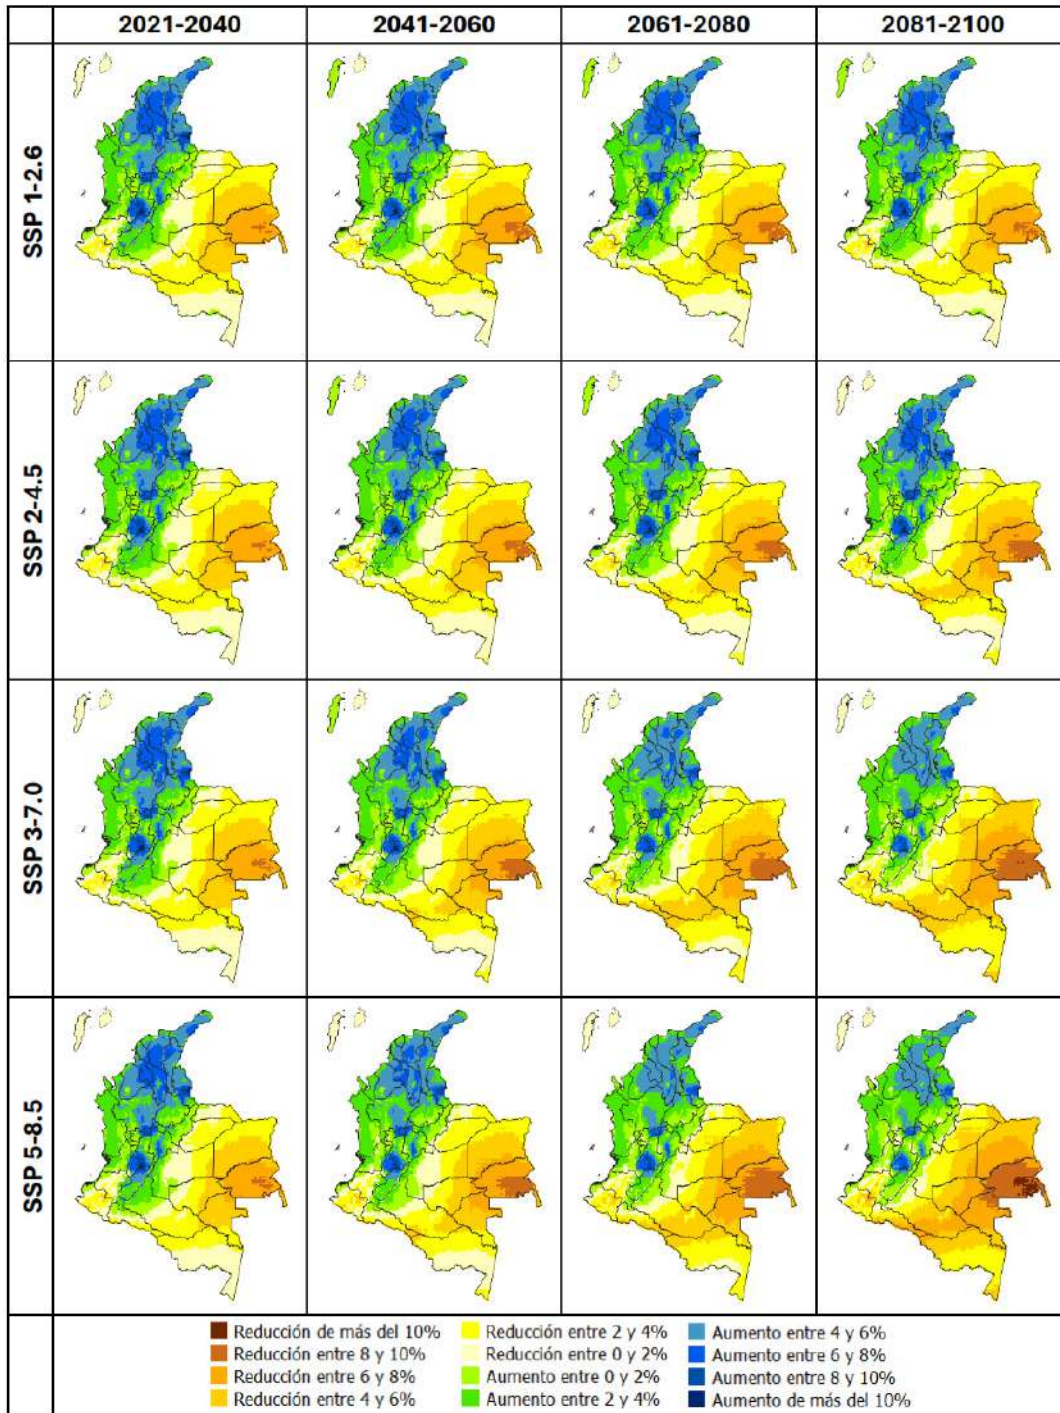 2021-2040 2041-2060 2061-2080 2081-2100
SSP 1-2.6
SSP 2-4.5
SSP 3-7.0
SSP 5-8.5
Reducción de más del 10% Reducción entre 2 y 4% Aumento entre 4 y 6%
Reducción entre 8 y 10% Reducción entre 0 y 2% Aumento entre 6 y 8%
Reducción entre 6 y 8% Aumento entre 0 y 2% Aumento entre 8 y 10%
Reducción entre 4 y 6% Aumento entre 2 y 4% Aumento de más del 10%